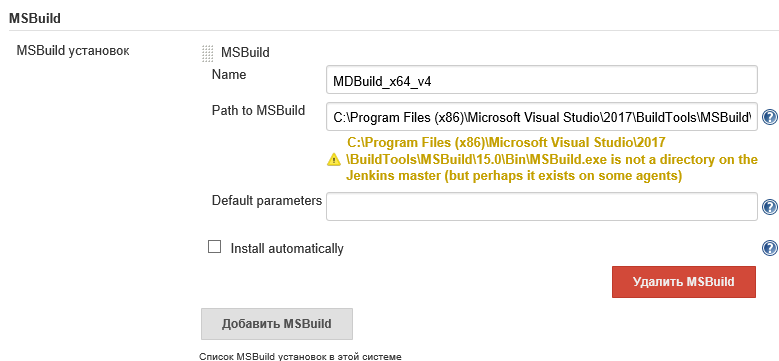 MSBuild
MSBuild установок
MSBuild
Name
MDBuild_x64_v4
Path to MSBuild
C:\Program Files (x86)\Microsoft Visual Studio\2017\BuildTools\MSBuild\
C:\Program Files (x86)\Microsoft Visual Studio\2017
\BuildTools\MSBuild\15.0\Bin\MSBuild.exe is not a directory on the
Jenkins master (but perhaps it exists on some agents)
Default parameters
Install automatically
Удалить MSBuild
Добавить MSBuild
Список MSBuild установок в этой системе